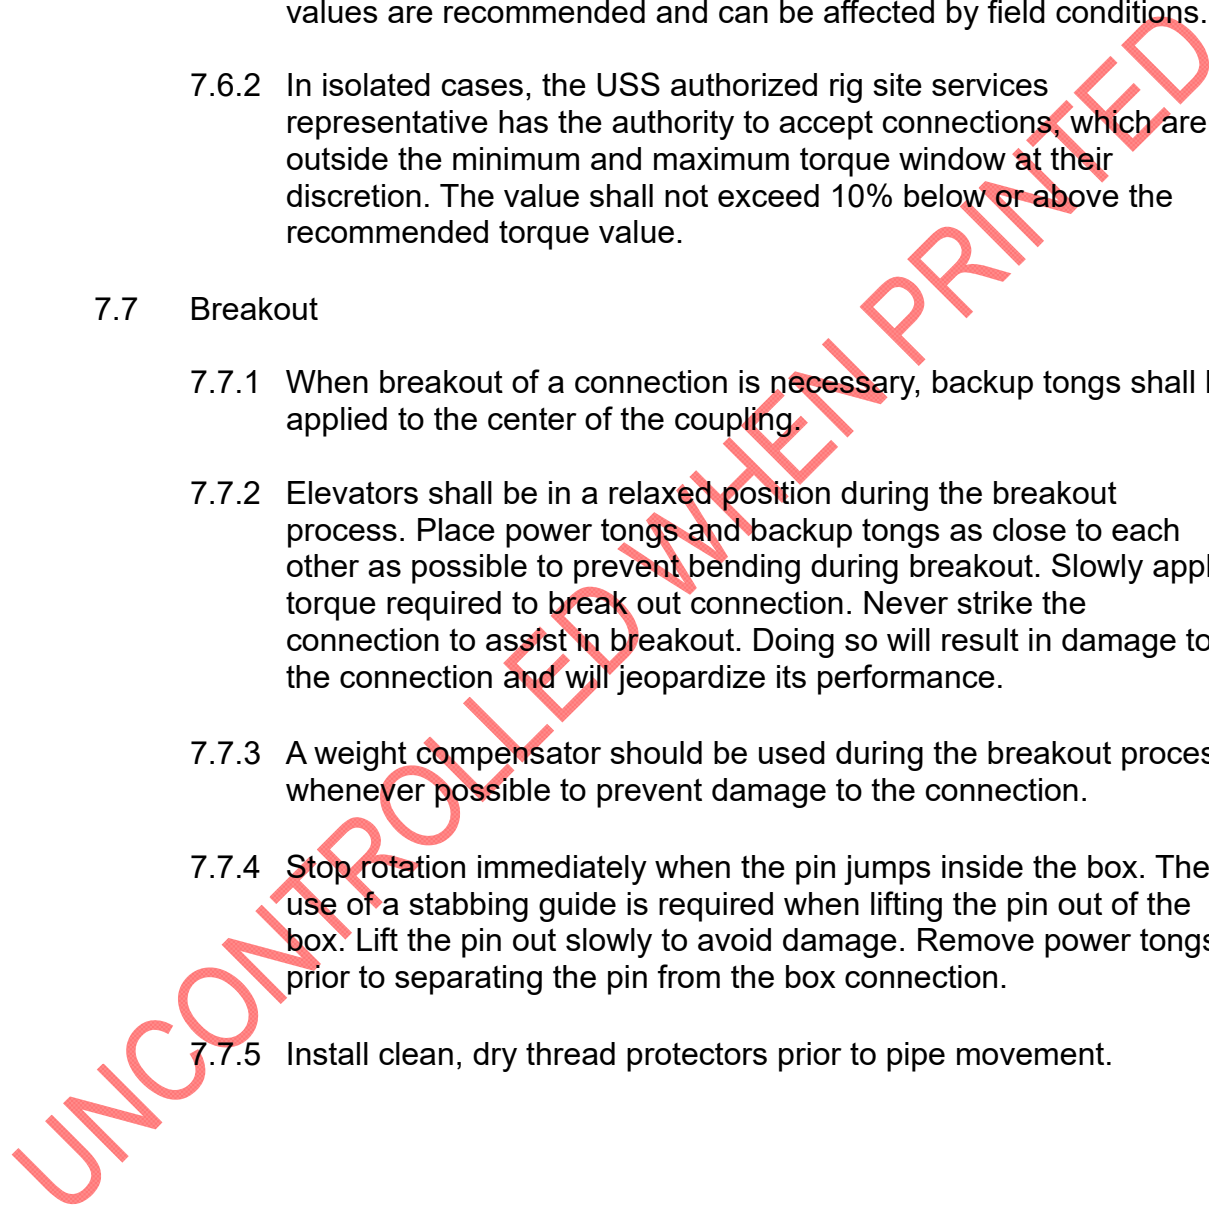 values are recommended and can be affected by field conditions.
7.6.2 In isolated cases, the USS authorized rig site services
representative has the authority to accept connections, which are
outside the minimum and maximum torque window at their
discretion. The value shall not exceed 10% below or above the
recommended torque value.
7.7 Breakout
7.7.1 When breakout of a connection is necessary, backup tongs shall
applied to the center of the coupling.
7.7.2 Elevators shall be in a relaxed position during the breakout
process. Place power tongs and backup tongs as close to each
other as possible to prevent bending during breakout. Slowly appl
torque required to break out connection. Never strike the
connection to assist in breakout. Doing so will result in damage to
the connection and will jeopardize its performance.
7.7.3 A weight compensator should be used during the breakout proces
whenever possible to prevent damage to the connection.
7.7.4 Stop rotation immediately when the pin jumps inside the box. The
use of a stabbing guide is required when lifting the pin out of the
box. Lift the pin out slowly to avoid damage. Remove power tongs
prior to separating the pin from the box connection.
7.7.5 Install clean, dry thread protectors prior to pipe movement.
UNCONTROLLED WHEN PRINTED